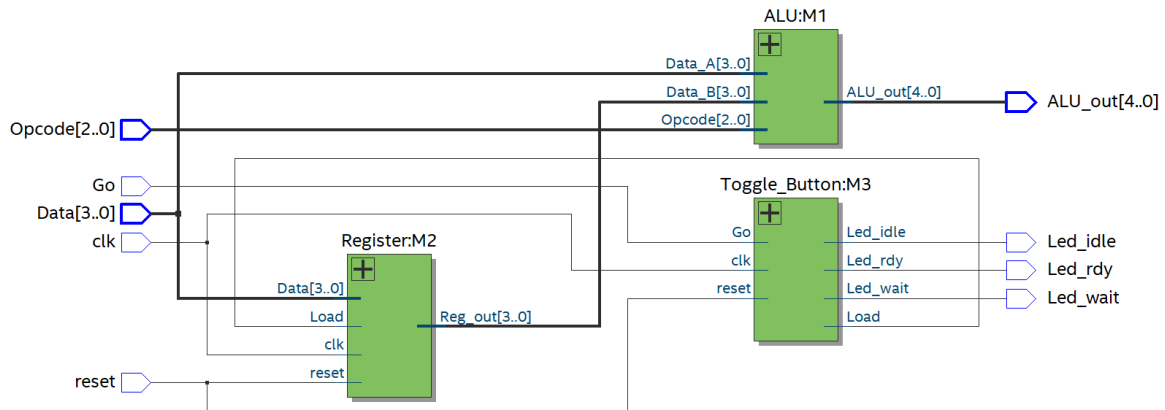 ALU:M1
Data_A[3..0]
Data_B[3..0]
ALU_out[4..0]
ALU_out[4..0]
Opcode[2..0]
Opcode[2..0]
Go
Toggle_Button:M3
Data[3..0]
clk
Register:M2
Go
Led_idle
Led_idle
clk
Led_rdy
Led_rdy
Data[3..0]
reset
Led_wait
Led_wait
Load
Reg_out[3..0]
Load
clk
reset
reset